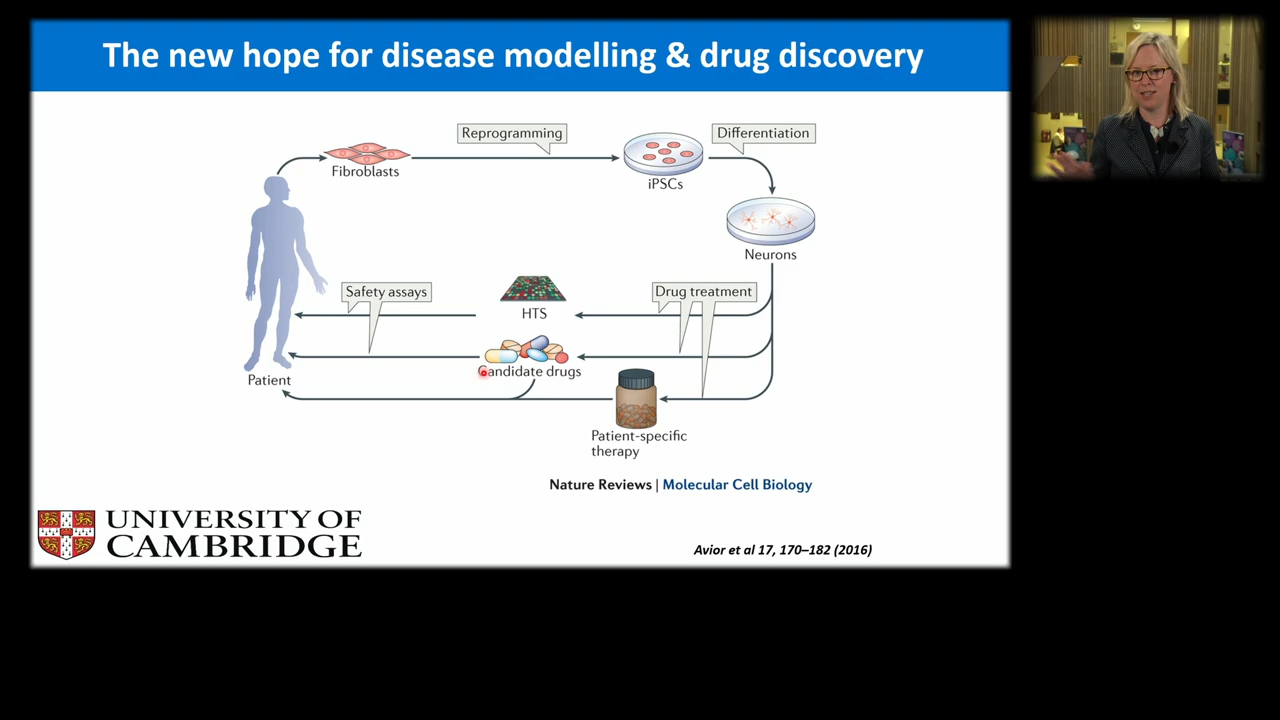 The new hope for disease modelling & drug discovery
Reprogramming
Differentiation
Fibroblasts
iPSCs
Neurons
Safety assays
HTS
Drug treatment
Candidate drugs
Patient
Patient-specific
therapy
Nature Reviews | Molecular Cell Biology
UNIVERSITY OF
CAMBRIDGE
Avior et al 17, 170–182 (2016)